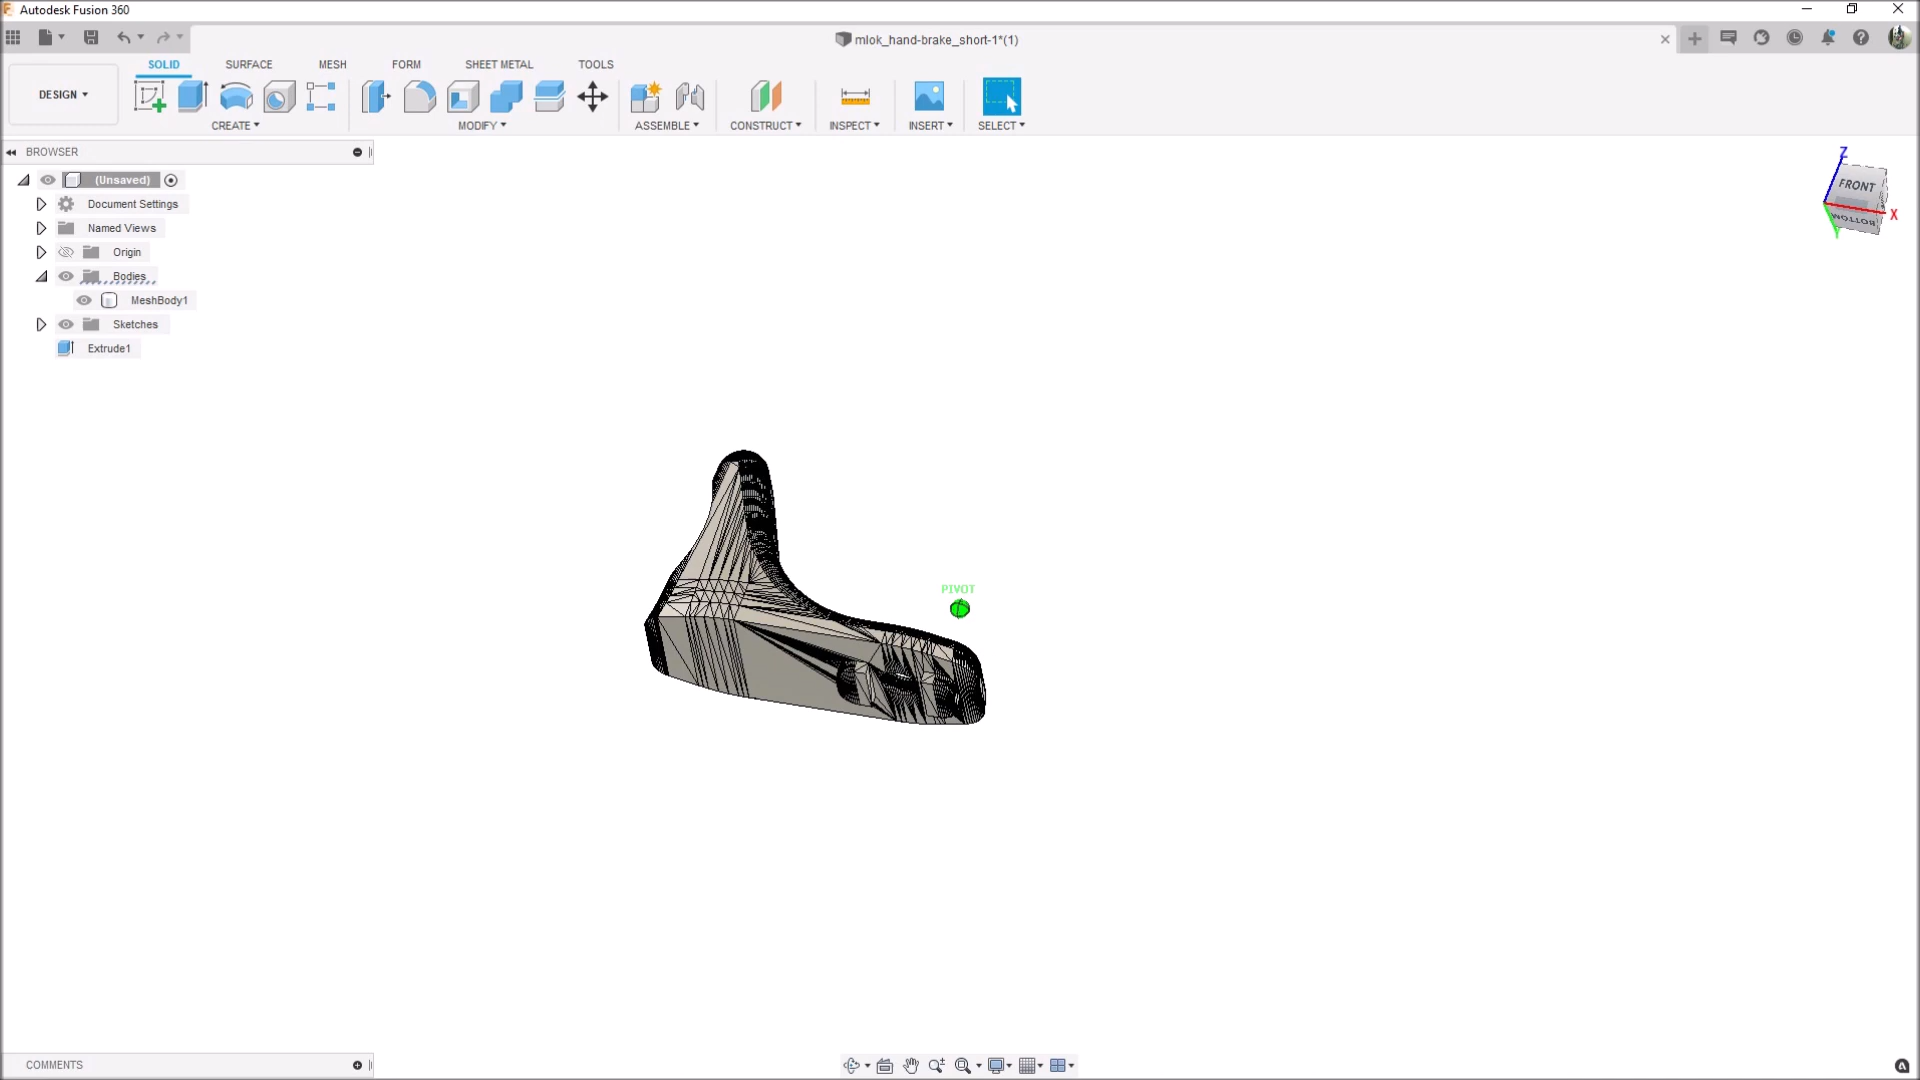 Autodesk Fusion 360
mlok_hand-brake_short-1*(1)
DESIGN
SOLID
SURFACE
MESH
FORM
SHEET METAL
TOOLS
CREATE
MODIFY
ASSEMBLE
CONSTRUCT
INSPECT
INSERT
SELECT
BROWSER
(Unsaved)
Document Settings
Named Views
Origin
Bodies
MeshBody1
Sketches
Extrude1
Z
FRONT
X
BOTTOM
PIVOT
COMMENTS